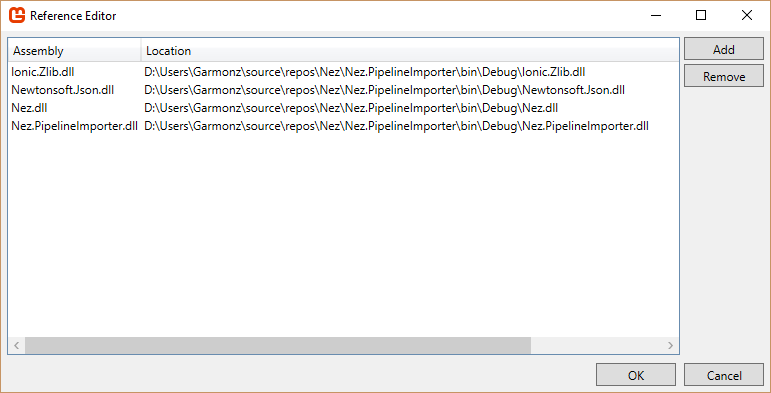 Reference Editor
Assembly Location
Ionic.Zlib.dll D:\Users\Garmonz\source\repos\Nez\Nez.PipelineImporter\bin\Debug\Ionic.Zlib.dll
Newtonsoft.Json.dll D:\Users\Garmonz\source\repos\Nez\Nez.PipelineImporter\bin\Debug\Newtonsoft.Json.dll
Nez.dll D:\Users\Garmonz\source\repos\Nez\Nez.PipelineImporter\bin\Debug\Nez.dll
Nez.PipelineImporter.dll D:\Users\Garmonz\source\repos\Nez\Nez.PipelineImporter\bin\Debug\Nez.PipelineImporter.dll
Add
Remove
OK Cancel